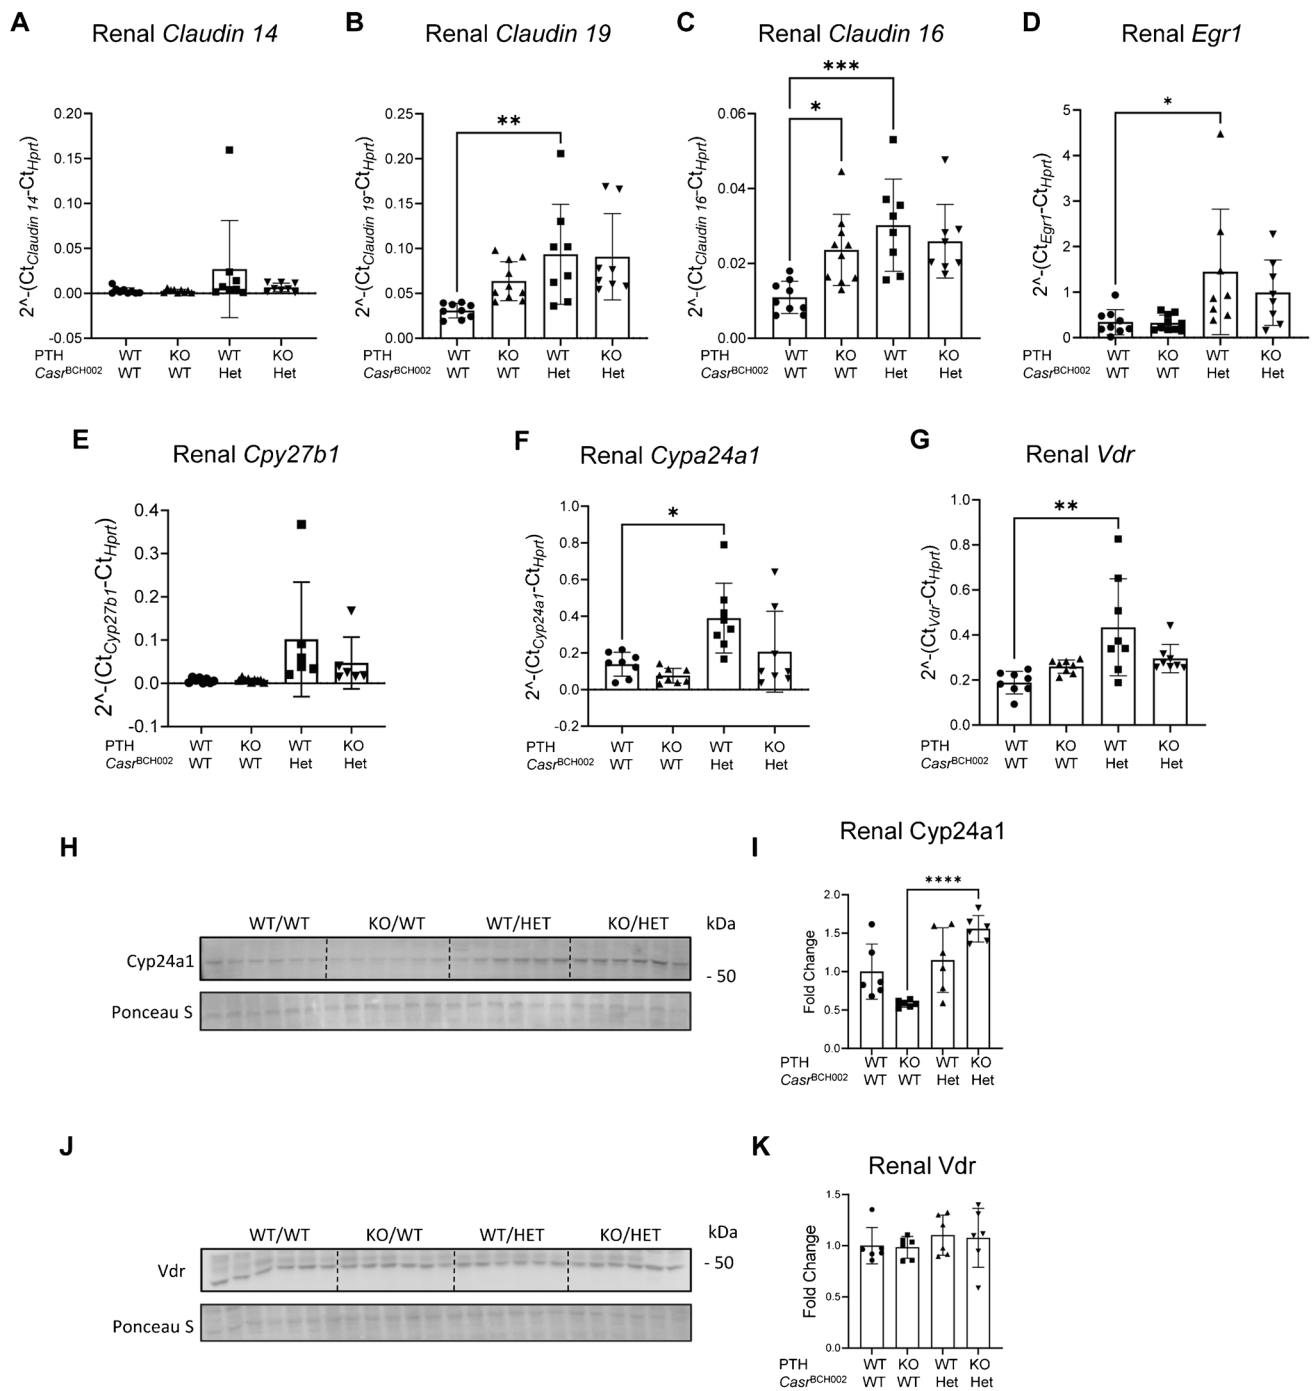 A
Renal Claudin 14
2^-(CtClaudin 14-CtHprt)
0.20
0.15
0.10
0.05
0.00
-0.05
PTH WT KO WT KO
CasrBCH002 WT WT Het Het
B
Renal Claudin 19
**
2^-(CtClaudin 19-CtHprt)
0.25
0.20
0.15
0.10
0.05
0.00
PTH WT KO WT KO
CasrBCH002 WT WT Het Het
C
Renal Claudin 16
***
*
2^-(CtClaudin 16-CtHprt)
0.06
0.04
0.02
0.00
PTH WT KO WT KO
CasrBCH002 WT WT Het Het
D
Renal Egr1
*
2^-(CtEgr1-CtHprt)
5
4
3
2
1
0
PTH WT KO WT KO
CasrBCH002 WT WT Het Het
E
Renal Cpy27b1
2^-(CtCyp27b1-CtHprt)
0.4
0.3
0.2
0.1
0.0
-0.1
PTH WT KO WT KO
CasrBCH002 WT WT Het Het
F
Renal Cypa24a1
*
2^-(CtCyp24a1-CtHprt)
1.0
0.8
0.6
0.4
0.2
0.0
-0.2
PTH WT KO WT KO
CasrBCH002 WT WT Het Het
G
Renal Vdr
**
2^-(CtVdr-CtHprt)
1.0
0.8
0.6
0.4
0.2
0.0
PTH WT KO WT KO
CasrBCH002 WT WT Het Het
H
WT/WT KO/WT WT/HET KO/HET kDa
Cyp24a1
- 50
Ponceau S
I
Renal Cyp24a1
****
Fold Change
2.0
1.5
1.0
0.5
0.0
PTH WT KO WT KO
CasrBCH002 WT WT Het Het
J
WT/WT KO/WT WT/HET KO/HET kDa
- 50
Vdr
Ponceau S
K
Renal Vdr
Fold Change
1.5
1.0
0.5
0.0
PTH WT KO WT KO
CasrBCH002 WT WT Het Het